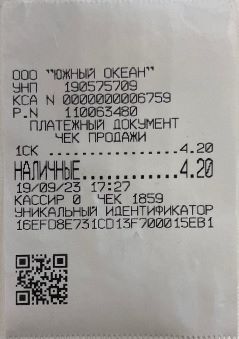 ООО "ЮЖНЫЙ ОКЕАН"
УНП 190575709
КСА N 0000000006759
Р.N 110063480
ПЛАТЕЖНЫЙ ДОКУМЕНТ
ЧЕК ПРОДАЖИ
1СК ..................4.20
НАЛИЧНЫЕ............4.20
19/09/23 17:27
КАССИР 0 ЧЕК 1859
УНИКАЛЬНЫЙ ИДЕНТИФИКАТОР
16EFD8E731CD13F700015EB1